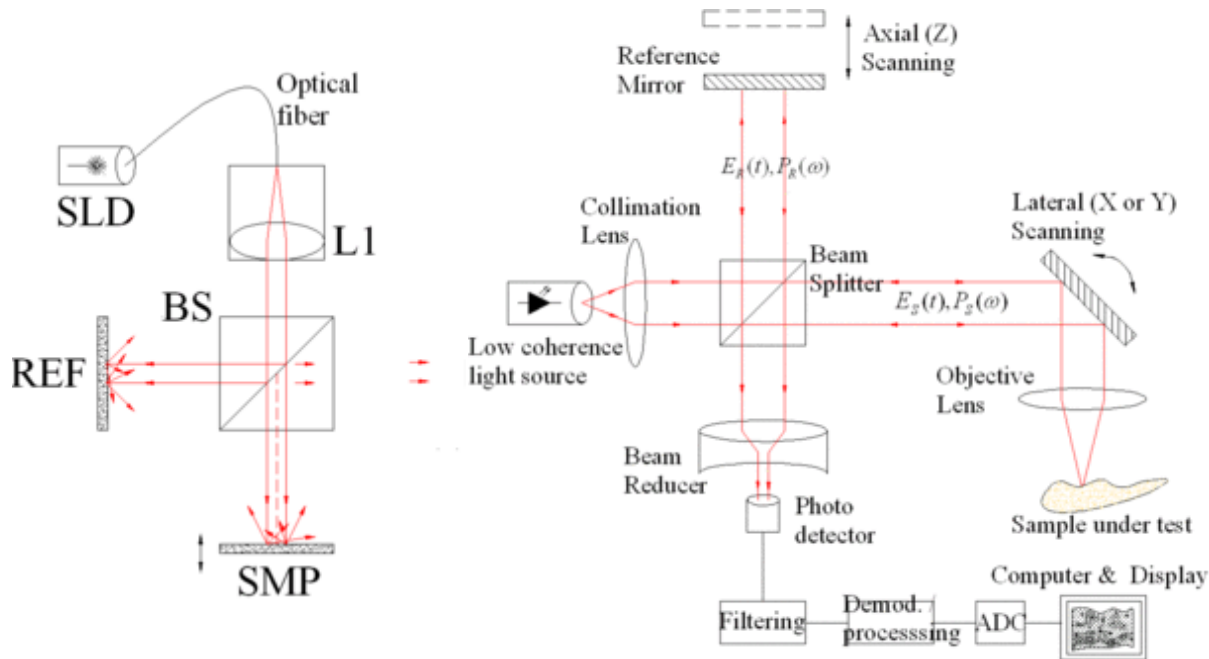 Optical
fiber
SLD
L1
BS
REF
SMP
Reference
Mirror
Axial (Z)
Scanning
E_R(t), P_R(ω)
Collimation
Lens
Lateral (X or Y)
Scanning
Beam
Splitter
E_S(t), P_S(ω)
Low coherence
light source
Objective
Lens
Beam
Reducer
Photo
detector
Sample under test
Computer & Display
Filtering
Demod. /
processsing
ADC